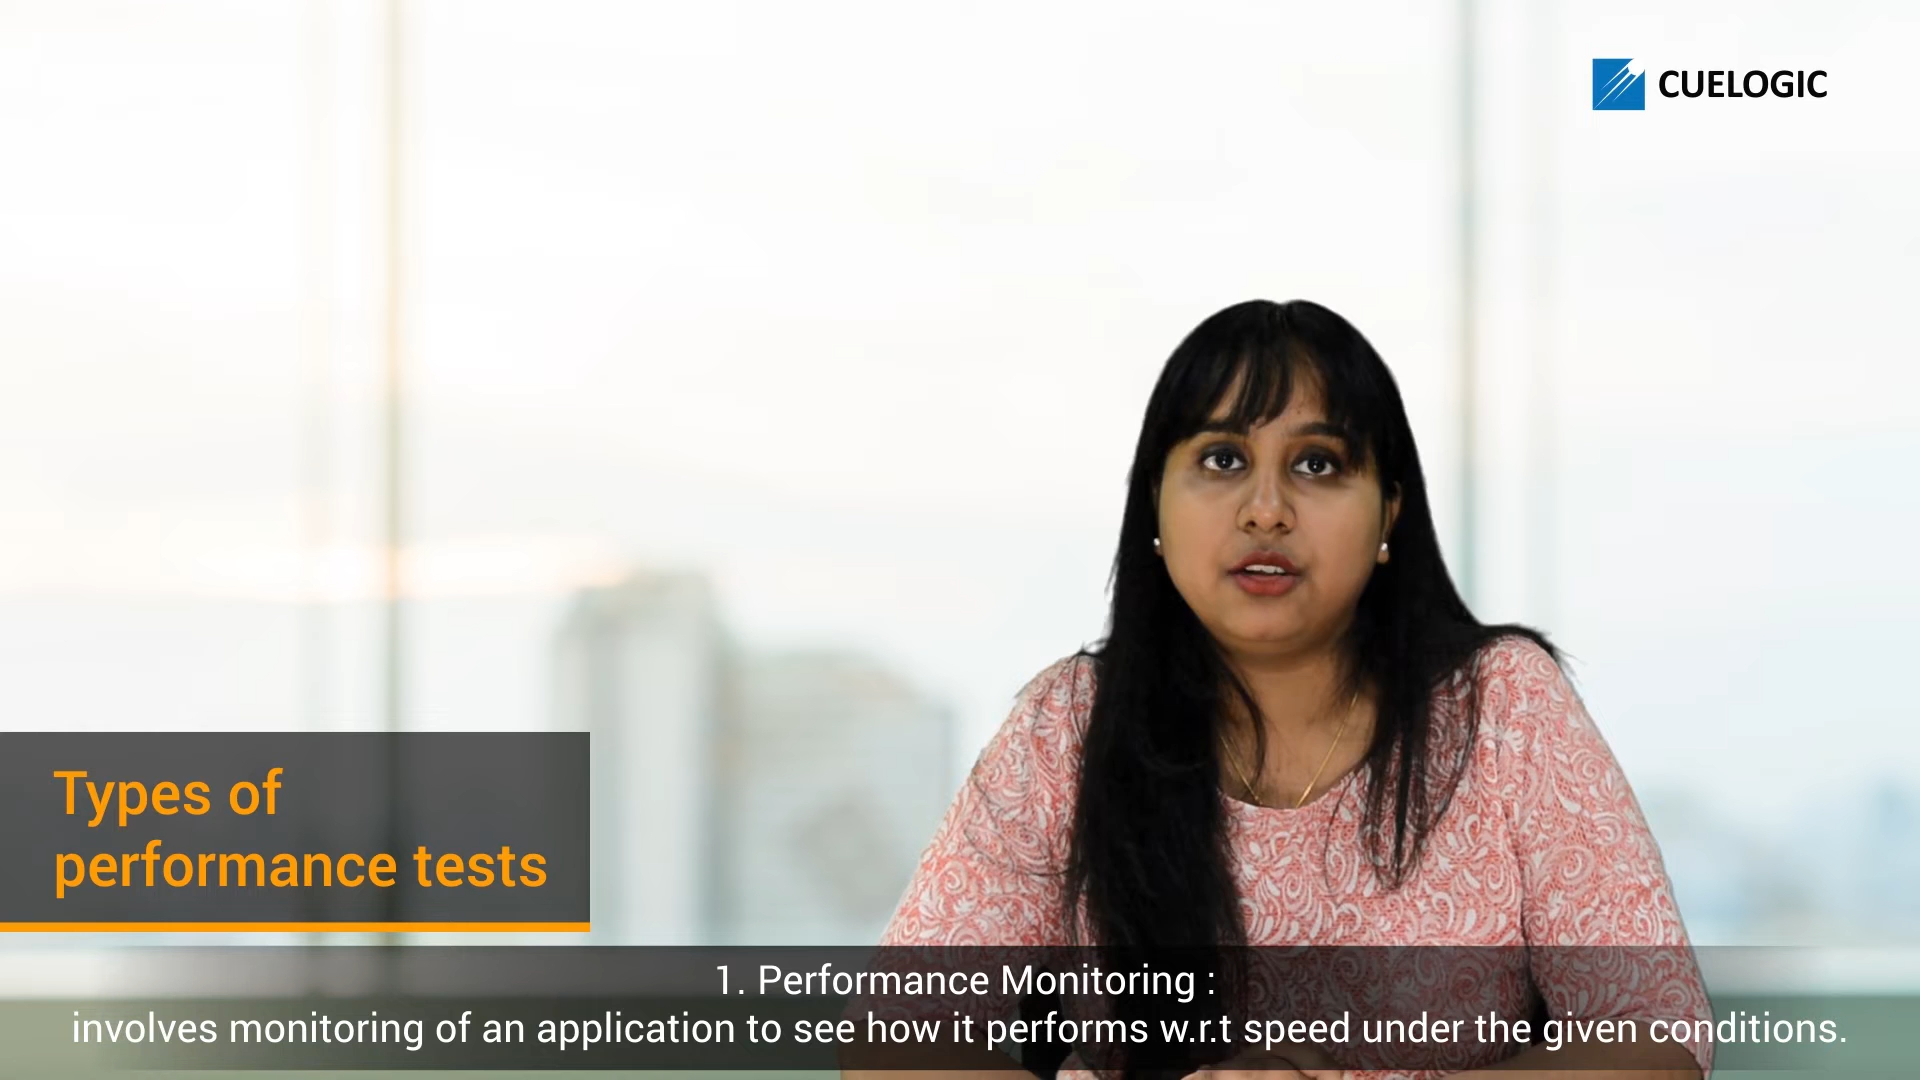 CUELOGIC
Types of
performance tests
1. Performance Monitoring :
involves monitoring of an application to see how it performs w.r.t speed under the given conditions.